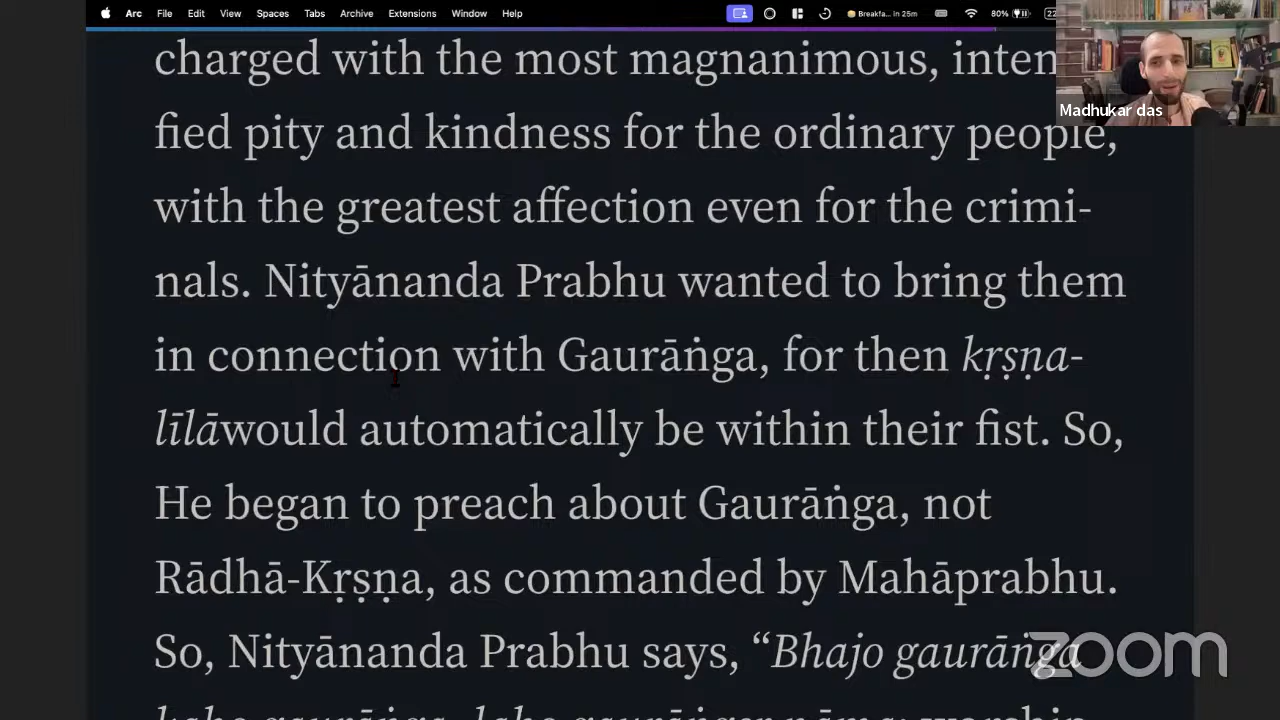 Arc File Edit View Spaces Tabs Archive Extensions Window Help
Breakfa… In 25m
80%
22
Madhukar das
charged with the most magnanimous, inten
fied pity and kindness for the ordinary people,
with the greatest affection even for the crimi-
nals. Nityānanda Prabhu wanted to bring them
in connection with Gaurāṅga, for then kṛṣṇa-
līlāwould automatically be within their fist. So,
He began to preach about Gaurāṅga, not
Rādhā-Kṛṣṇa, as commanded by Mahāprabhu.
So, Nityānanda Prabhu says, “Bhajo gaurāṅga
zoom